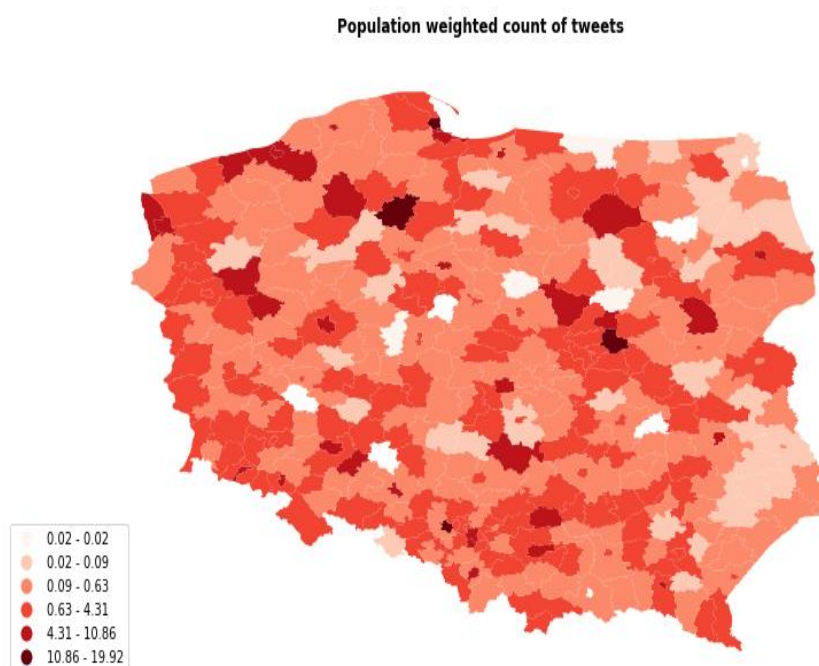 Population weighted count of tweets
0.02 - 0.02
0.02 - 0.09
0.09 - 0.63
0.63 - 4.31
4.31 - 10.86
10.86 - 19.92